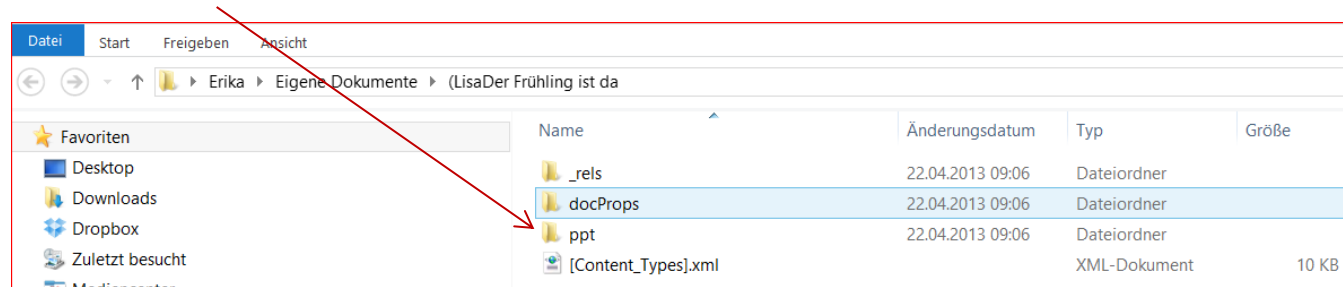 Datei Start Freigeben Ansicht
Erika Eigene Dokumente (LisaDer Frühling ist da
Favoriten
Desktop
Downloads
Dropbox
Zuletzt besucht
Name Änderungsdatum Typ Größe
_rels 22.04.2013 09:06 Dateiordner
docProps 22.04.2013 09:06 Dateiordner
ppt 22.04.2013 09:06 Dateiordner
[Content_Types].xml XML-Dokument 10 KB